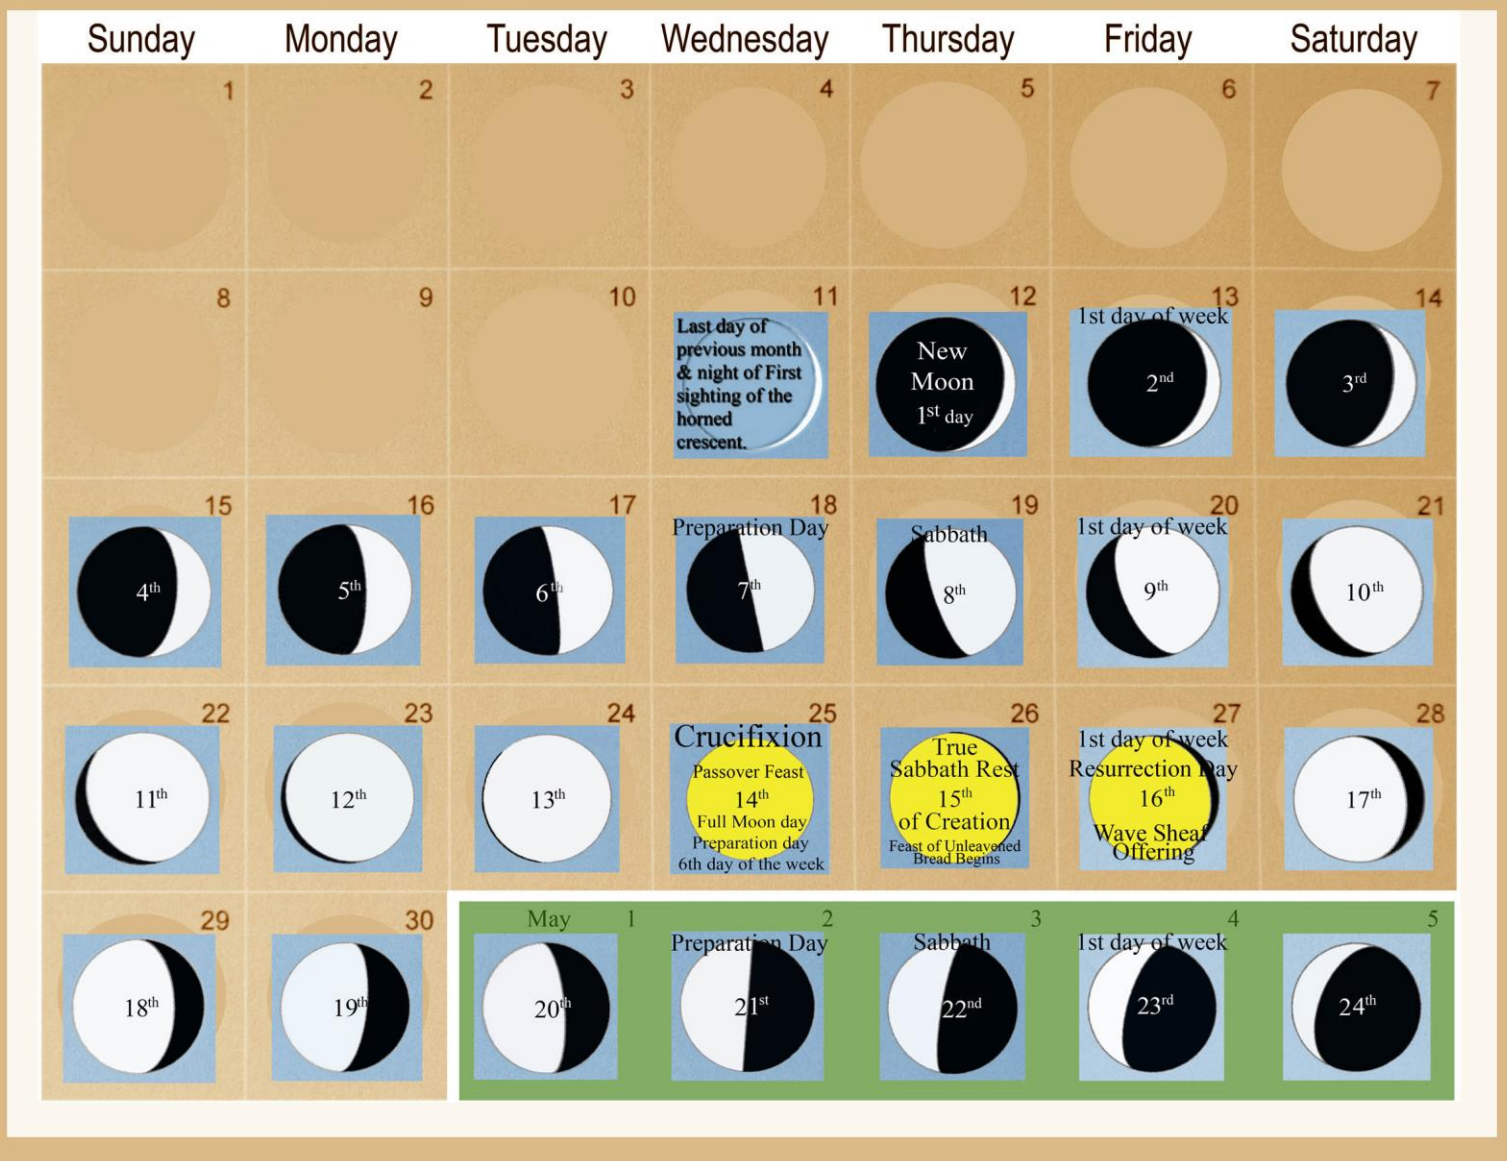 Sunday Monday Tuesday Wednesday Thursday Friday Saturday
1 2 3 4 5 6 7
8 9 10 11 12 13 14
Last day of
previous month
& night of First
sighting of the
horned
crescent.
New
Moon
1st day
1st day of week
2nd
3rd
15 16 17 18 19 20 21
4th
5th
6th
Preparation Day
7th
Sabbath
8th
1st day of week
9th
10th
22 23 24 25 26 27 28
11th
12th
13th
Crucifixion
Passover Feast
14th
Full Moon day
Preparation day
6th day of the week
True
Sabbath Rest
15th
of Creation
Feast of Unleavened
Bread Begins
1st day of week
Resurrection Day
16th
Wave Sheaf
Offering
17th
29 30 May 1 2 3 4 5
18th
19th
20th
Preparation Day
21st
Sabbath
22nd
1st day of week
23rd
24th